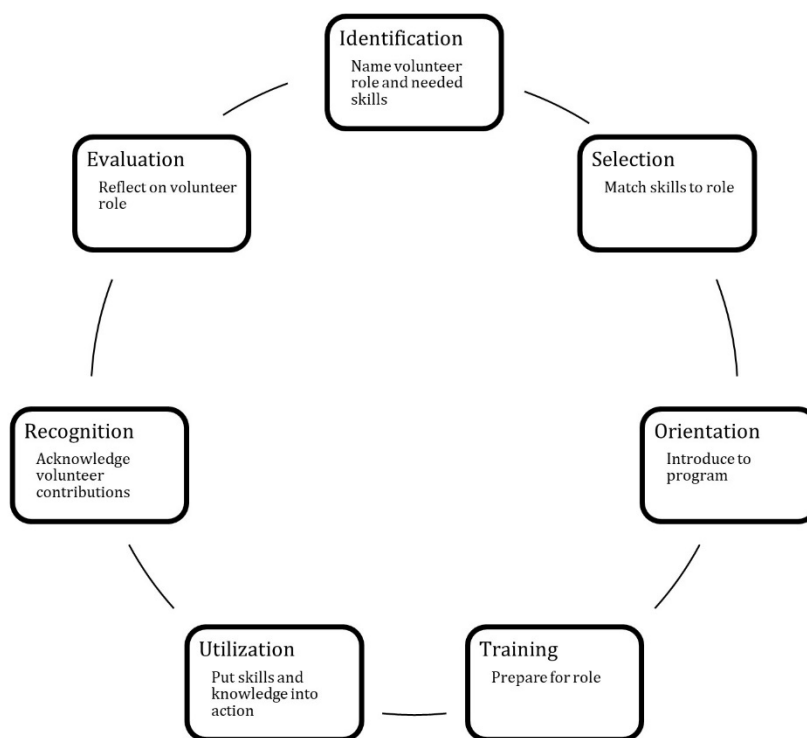 Identification
Name volunteer
role and needed
skills
Selection
Match skills to role
Orientation
Introduce to
program
Training
Prepare for role
Utilization
Put skills and
knowledge into
action
Recognition
Acknowledge
volunteer
contributions
Evaluation
Reflect on volunteer
role